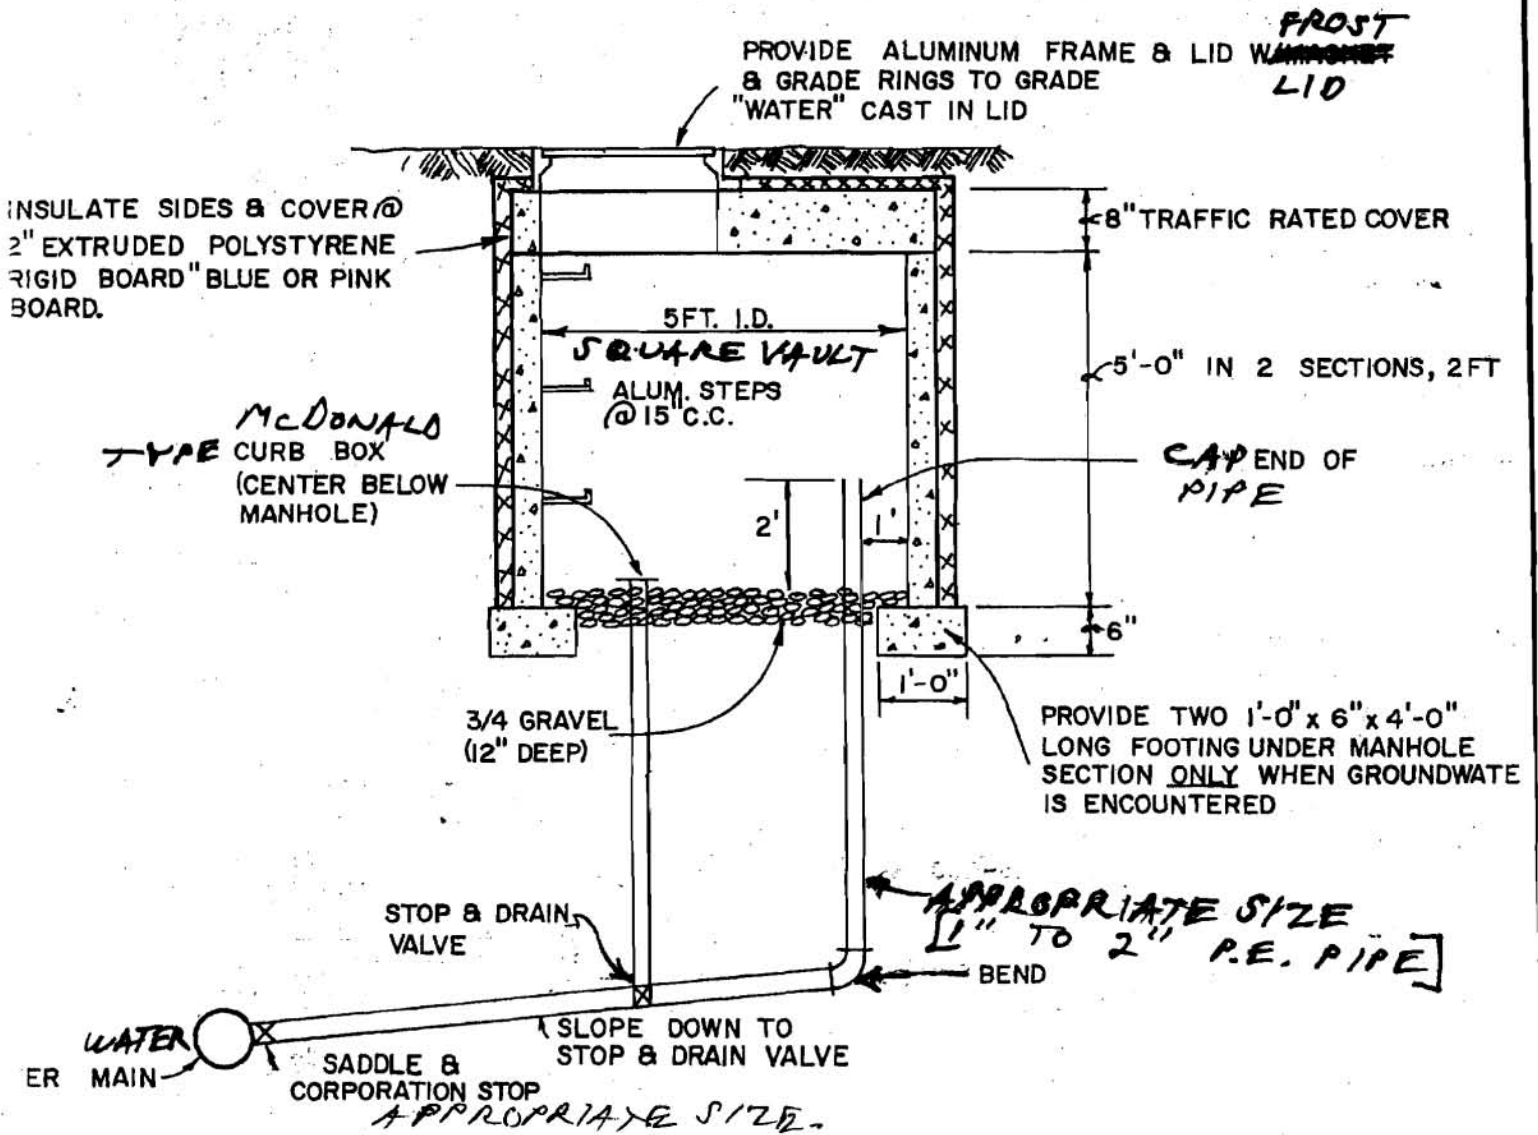 FROST
PROVIDE ALUMINUM FRAME & LID W/
LID
& GRADE RINGS TO GRADE
"WATER" CAST IN LID
INSULATE SIDES & COVER @
2" EXTRUDED POLYSTYRENE
RIGID BOARD "BLUE OR PINK
BOARD.
8" TRAFFIC RATED COVER
5FT. I.D.
SQUARE VAULT
ALUM. STEPS
@ 15" C.C.
5'-0" IN 2 SECTIONS, 2FT
McDONALD
TYPE CURB BOX
(CENTER BELOW
MANHOLE)
CAP END OF
PIPE
2'
1'
6"
1'-0"
3/4 GRAVEL
(12" DEEP)
PROVIDE TWO 1'-0" x 6" x 4'-0"
LONG FOOTING UNDER MANHOLE
SECTION ONLY WHEN GROUNDWATE
IS ENCOUNTERED
STOP & DRAIN
VALVE
APPROPRIATE SIZE
[1" TO 2" P.E. PIPE]
BEND
SLOPE DOWN TO
STOP & DRAIN VALVE
WATER
ER MAIN
SADDLE &
CORPORATION STOP
APPROPRIATE SIZE.